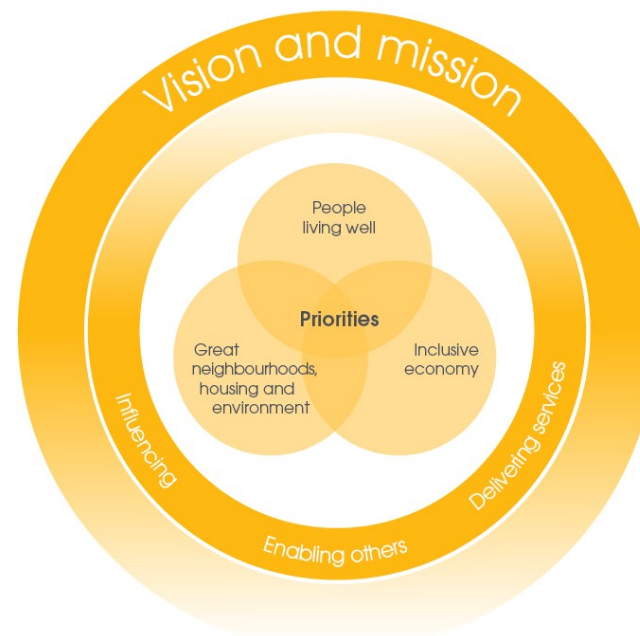 Vision and mission
People
living well
Priorities
Great
neighbourhoods,
housing and
environment
Inclusive
economy
Influencing
Enabling others
Delivering services